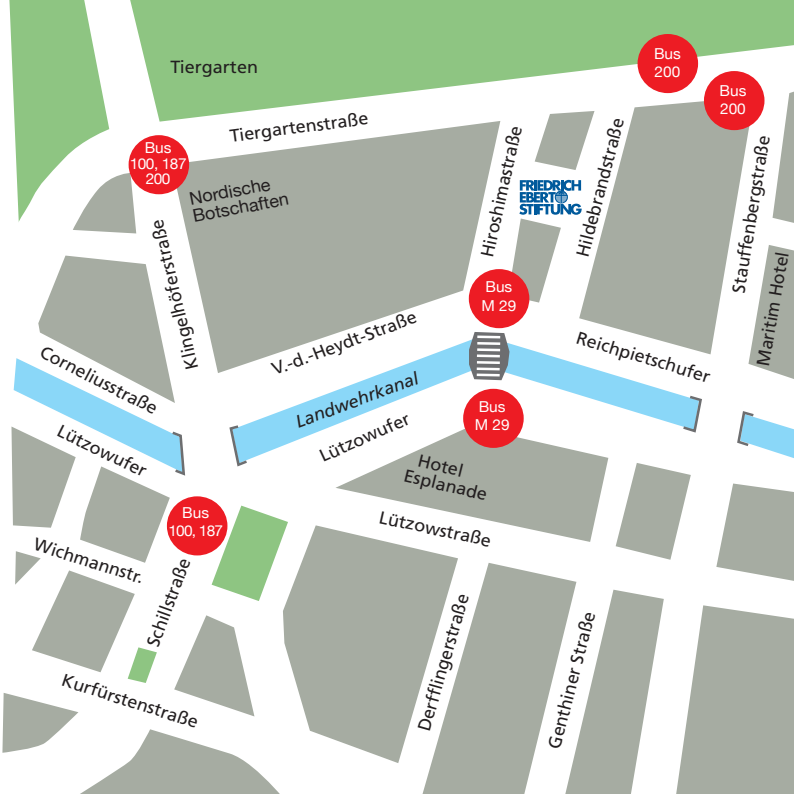 Tiergarten
Bus
200
Bus
200
Tiergartenstraße
Bus
100, 187
200
Nordische
Botschaften
Hiroshimastraße
FRIEDRICH
EBERT
STIFTUNG
Hildebrandstraße
Stauffenbergstraße
Maritim Hotel
Klingelhöferstraße
Bus
M 29
V.-d.-Heydt-Straße
Reichpietschufer
Corneliusstraße
Landwehrkanal
Lützowufer
Bus
M 29
Lützowufer
Hotel
Esplanade
Bus
100, 187
Lützowstraße
Wichmannstr.
Schillstraße
Derfflingerstraße
Genthiner Straße
Kurfürstenstraße